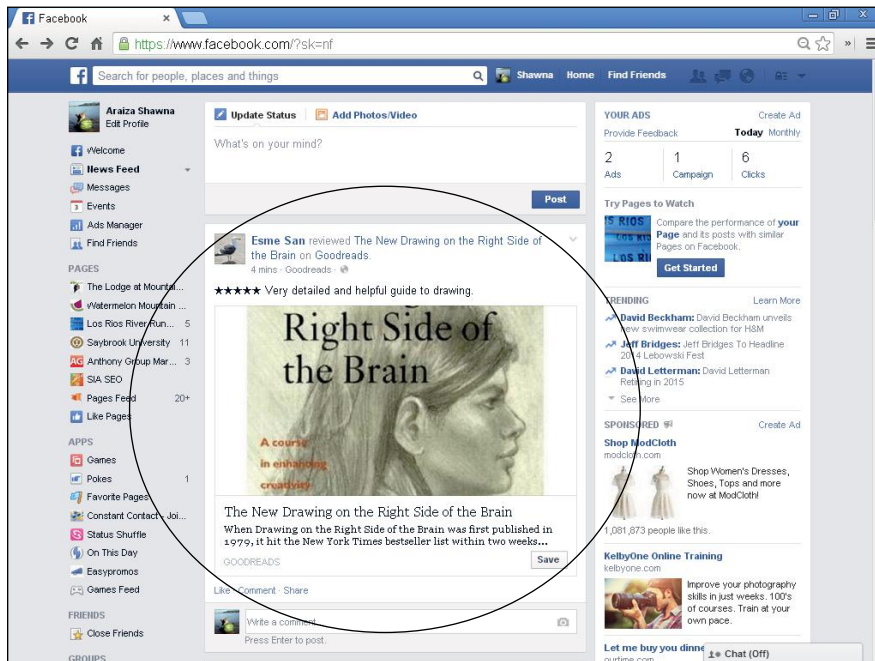 Facebook
https://www.facebook.com/?sk=nf
Search for people, places and things
Shawna Home Find Friends
Araiza Shawna
Edit Profile
Welcome
News Feed
Messages
Events
Ads Manager
Find Friends
PAGES
The Lodge at Mountai...
Watermelon Mountain ...
Los Rios River Run... 5
Saybrook University 11
Anthony Group Mar... 3
SIA SEO
Pages Feed 20+
Like Pages
APPS
Games
Pokes 1
Favorite Pages
Constant Contact - Joi...
Status Shuffle
On This Day
Easypromos
Games Feed
FRIENDS
Close Friends
GROUPS
Update Status Add Photos/Video
What's on your mind?
Post
Esme San reviewed The New Drawing on the Right Side of
the Brain on Goodreads.
4 mins · Goodreads ·
★★★★★ Very detailed and helpful guide to drawing.
Right Side of
the Brain
A course
in enhancing
creativity
The New Drawing on the Right Side of the Brain
When Drawing on the Right Side of the Brain was first published in
1979, it hit the New York Times bestseller list within two weeks...
GOODREADS Save
Like · Comment · Share
Write a comment
Press Enter to post.
YOUR ADS Create Ad
Provide Feedback Today Monthly
2 1 6
Ads Campaign Clicks
Try Pages to Watch
S RIOS
LOS RIO
LOS RI
Compare the performance of your
Page and its posts with similar
Pages on Facebook.
Get Started
TRENDING Learn More
David Beckham: David Beckham unveils
new swimwear collection for H&M
Jeff Bridges: Jeff Bridges To Headline
2014 Lebowski Fest
David Letterman: David Letterman
Retiring in 2015
See More
SPONSORED Create Ad
Shop ModCloth
modcloth.com
Shop Women's Dresses,
Shoes, Tops and more
now at ModCloth!
1,081,873 people like this.
KelbyOne Online Training
kelbyone.com
Improve your photography
skills in just weeks. 100's
of courses. Train at your
own pace.
Let me buy you dinne
ourtime.com
Chat (Off)